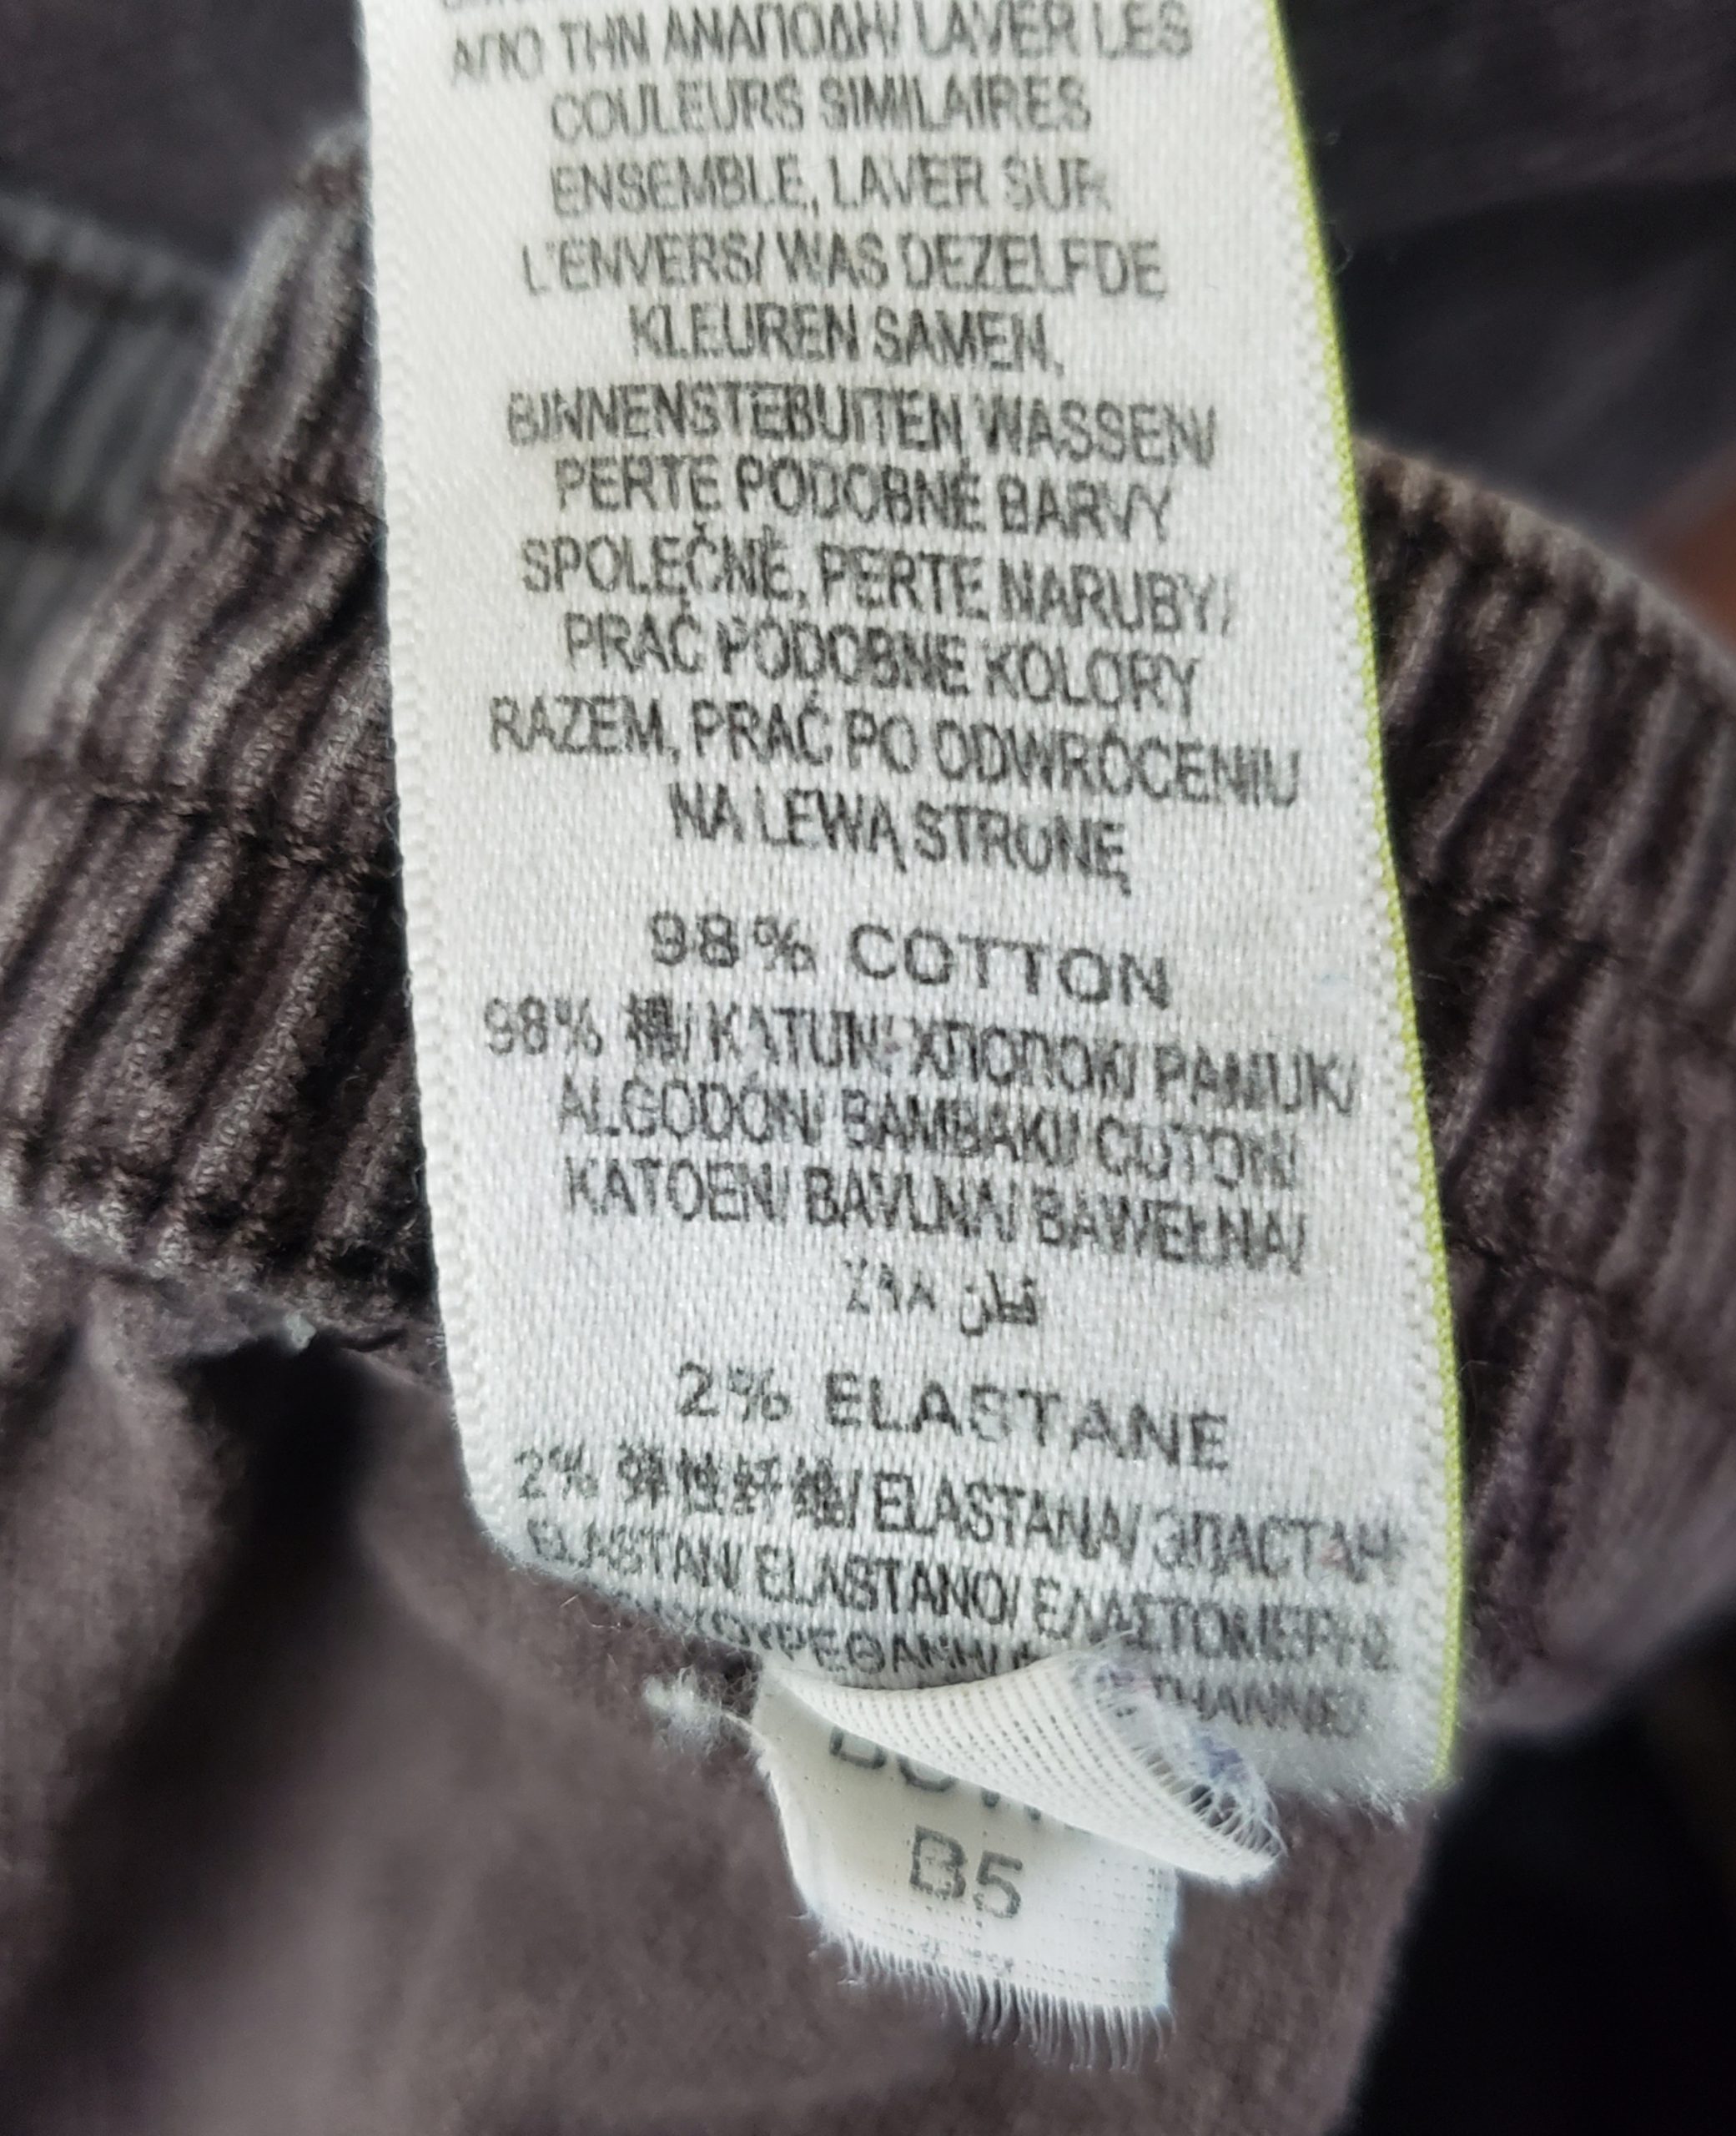 ΑΠΟ ΤΗΝ ΑΝΑΠΟΔΗ/ LAVER LES
COULEURS SIMILAIRES
ENSEMBLE, LAVER SUR
L'ENVERS/ WAS DEZELFDE
KLEUREN SAMEN,
BINNENSTEBUITEN WASSEN/
PERTE PODOBNÉ BARVY
SPOLEČNĚ, PERTE NARUBY/
PRAĆ PODOBNE KOLORY
RAZEM, PRAĆ PO ODWRÓCENIU
NA LEWĄ STRONĘ
98% COTTON
98% 棉/ KATUN/ ХЛОПОК/ PAMUK/
ALGODÓN/ ΒΑΜΒΑΚΙ/ COTON/
KATOEN/ BAVLNA/ BAWEŁNA/
٪٩٨ قطن
2% ELASTANE
2% 弹性纤维/ ELASTANA/ ЭЛАСТАН/
ELASTAN/ ELASTANO/ ΕΛΑΣΤΟΜΕΡΗΣ
B5